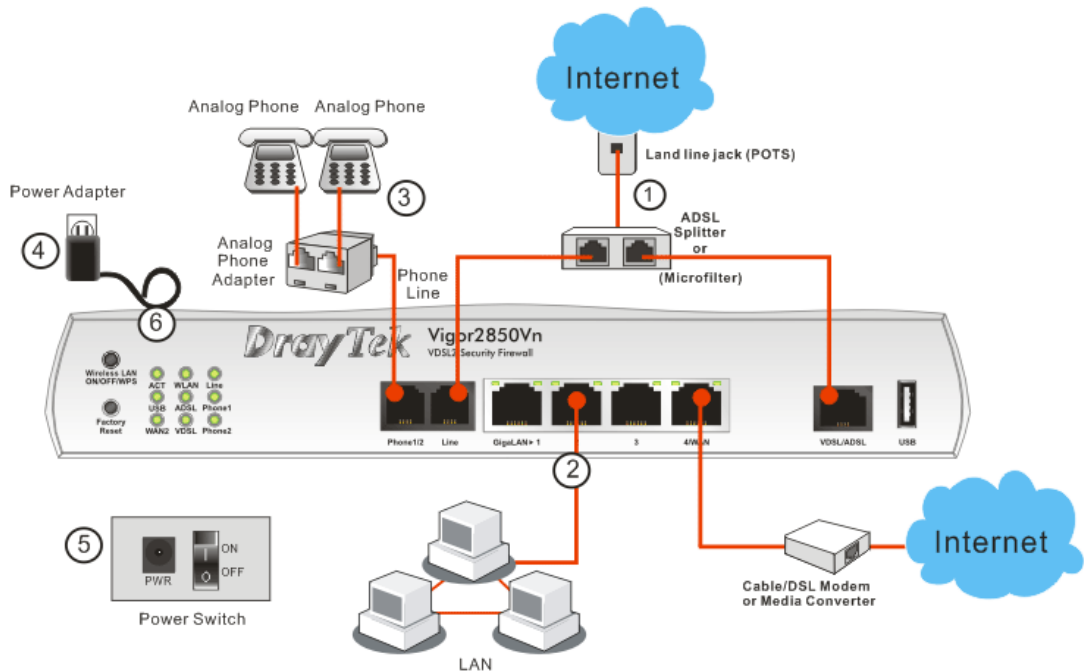 Internet
Analog Phone Analog Phone
Land line jack (POTS)
1
3
Power Adapter
4
ADSL
Splitter
or
(Microfilter)
Analog
Phone
Adapter
Phone
Line
6
DrayTek
Vigor2850Vn
VDSL2 Security Firewall
Wireless LAN
ON/OFF/WPS
Factory
Reset
ACT WLAN Line
USB ADSL Phone1
WAN2 VDSL Phone2
Phone1/2 Line GigaLAN 1 3 4/WAN VDSL/ADSL USB
2
5
PWR
ON
OFF
I
O
Power Switch
LAN
Cable/DSL Modem
or Media Converter
Internet